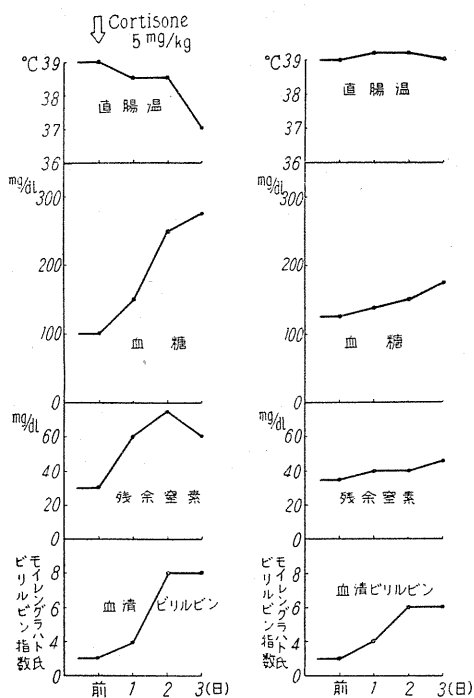 Cortisone
5 mg/kg
℃ 39
38
37
36
直腸温
mg/dl
300
200
100
0
血糖
mg/dl
60
40
20
0
残余窒素
モイレングラハト氏
ビリルビン指数
8
6
4
2
血漬 ビリルビン
前 1 2 3(日)
℃ 39
38
37
36
直腸温
mg/dl
300
200
100
0
血糖
mg/dl
60
40
20
0
残余窒素
モイレングラハト氏
ビリルビン指数
8
6
4
2
血漬ビリルビン
前 1 2 3(日)